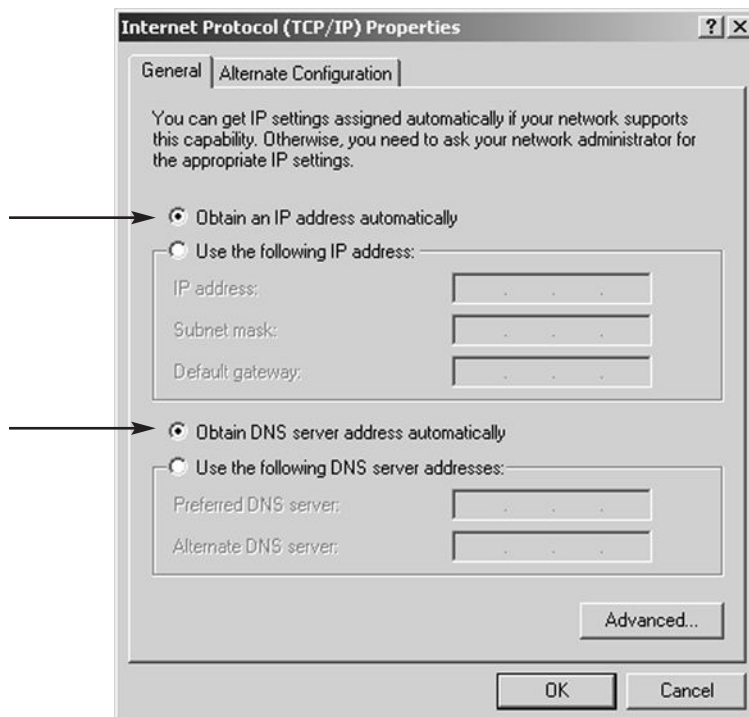 Internet Protocol (TCP/IP) Properties
General
Alternate Configuration
You can get IP settings assigned automatically if your network supports
this capability. Otherwise, you need to ask your network administrator for
the appropriate IP settings.
Obtain an IP address automatically
Use the following IP address:
IP address:
Subnet mask:
Default gateway:
Obtain DNS server address automatically
Use the following DNS server addresses:
Preferred DNS server:
Alternate DNS server:
Advanced...
OK
Cancel